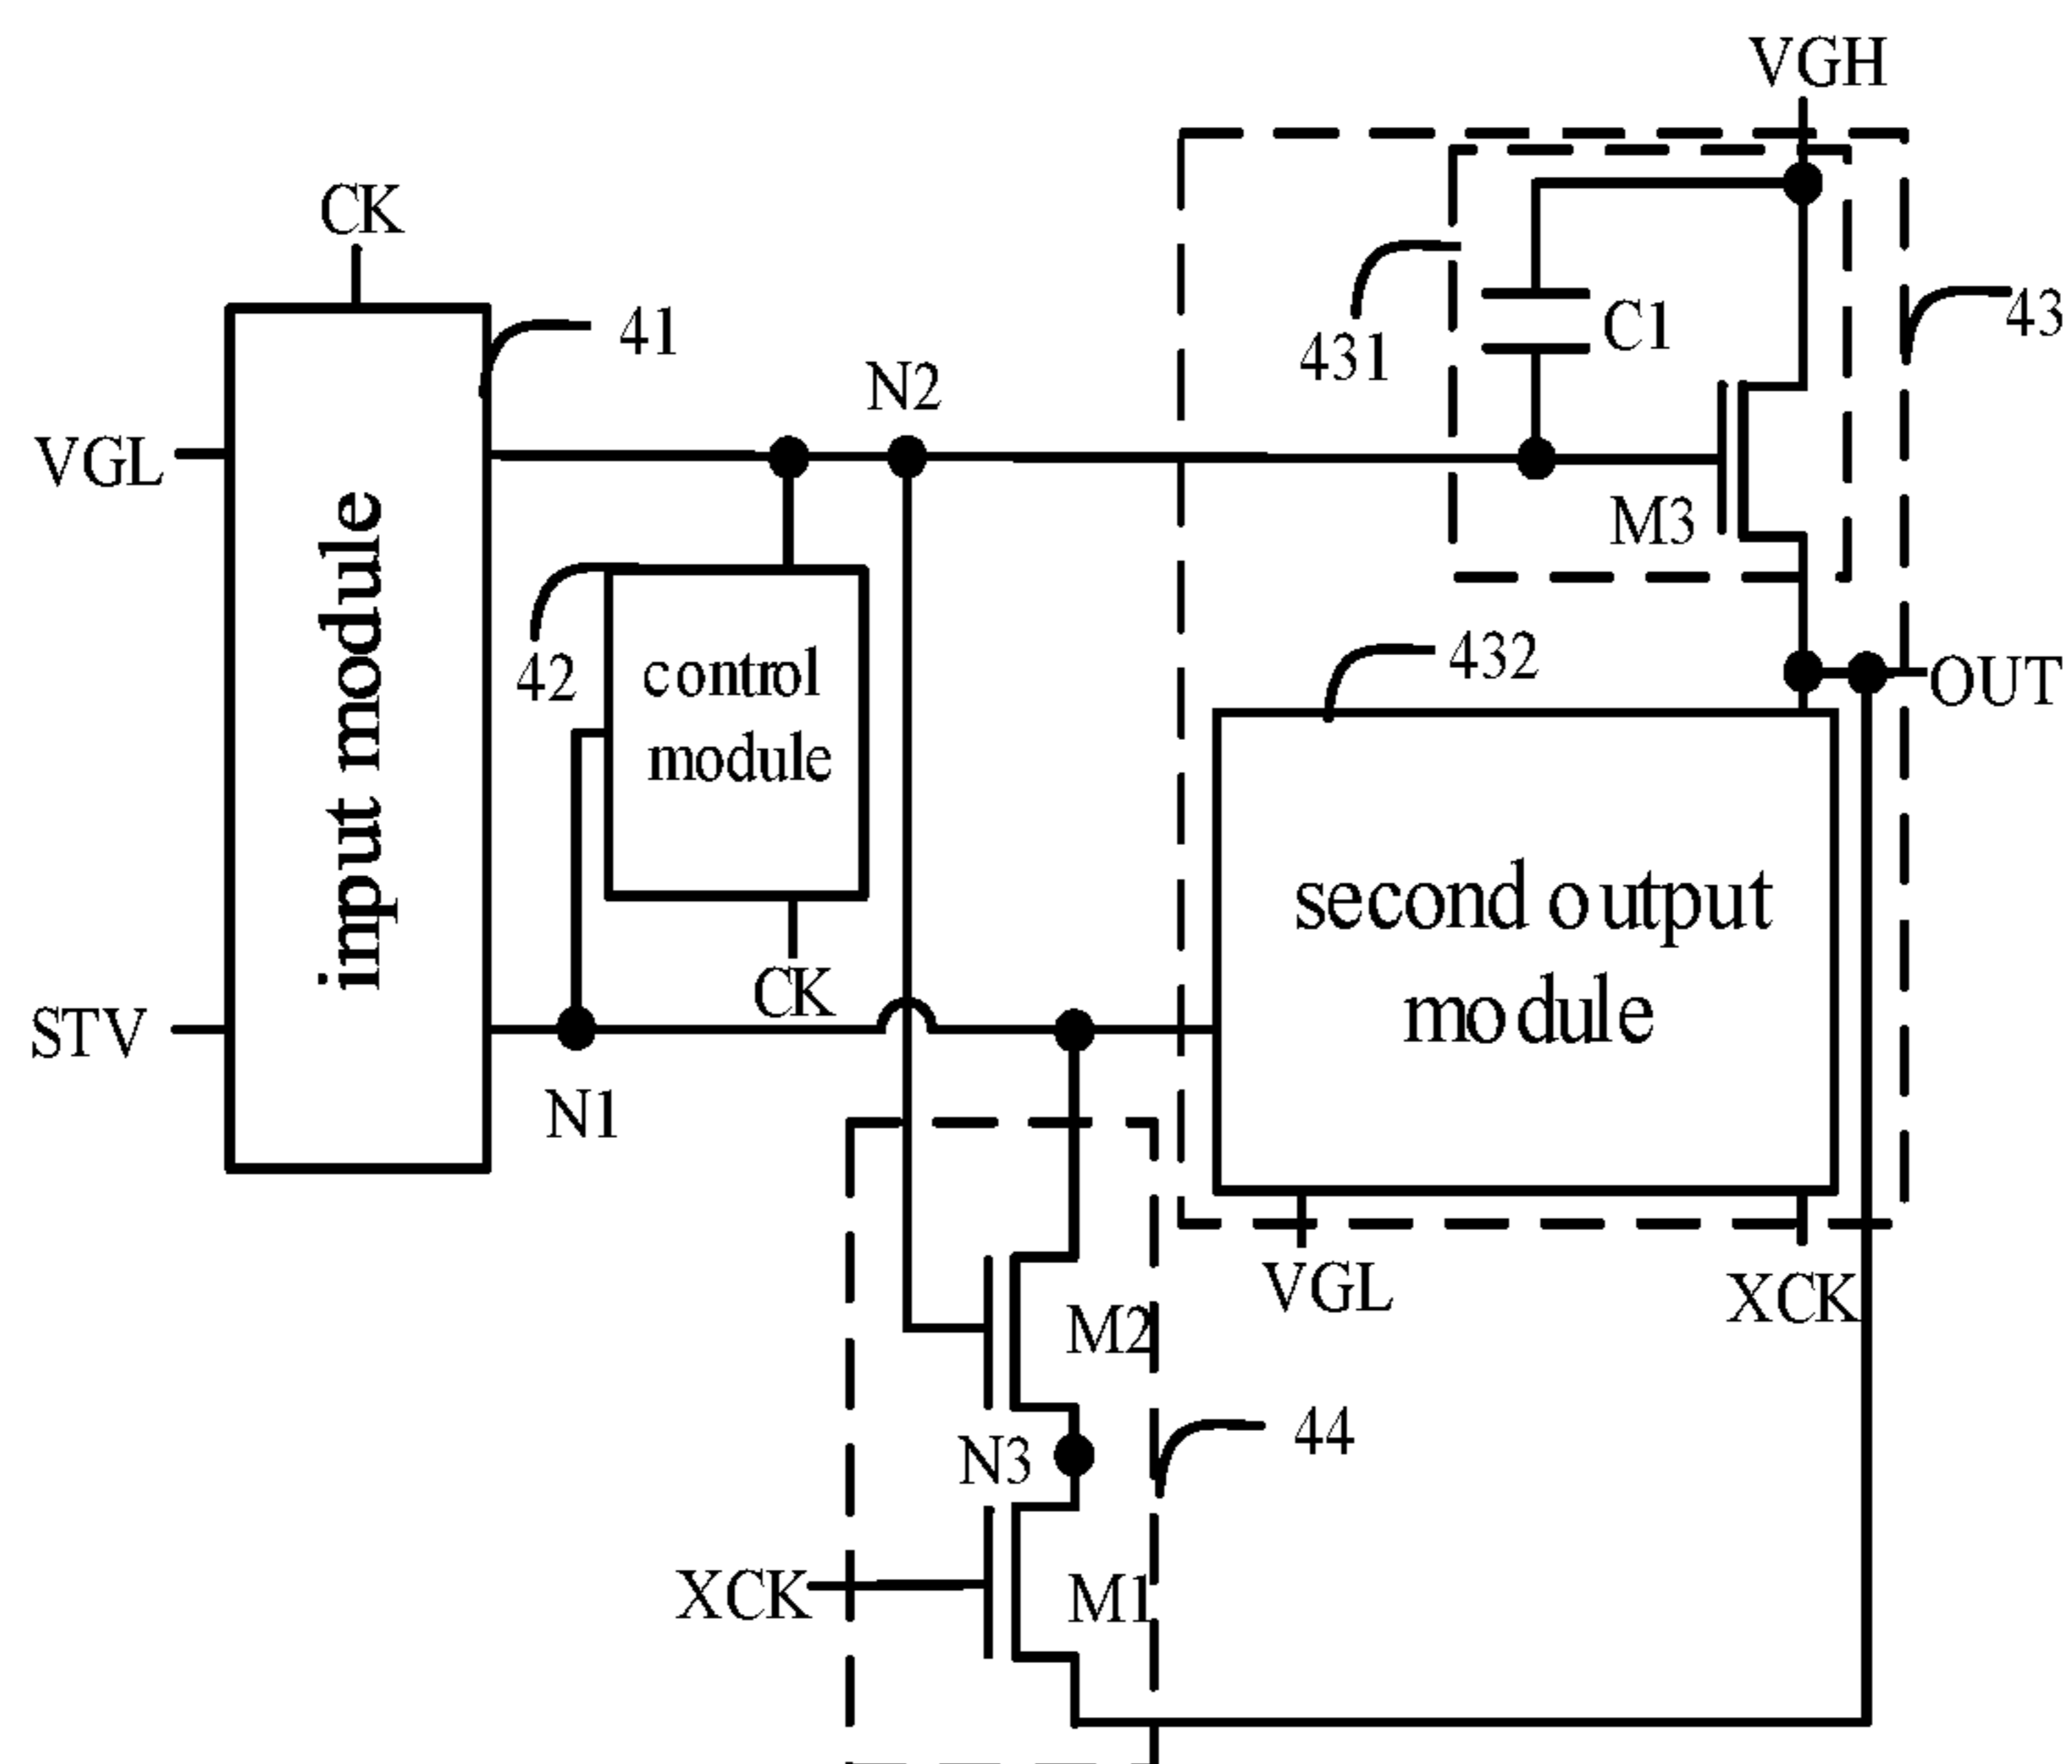 VGH
CK
41
431
C1
43
N2
VGL
M3
input module
42
control
module
432
OUT
second output
module
CK
STV
N1
VGL
XCK
M2
N3
44
XCK
M1